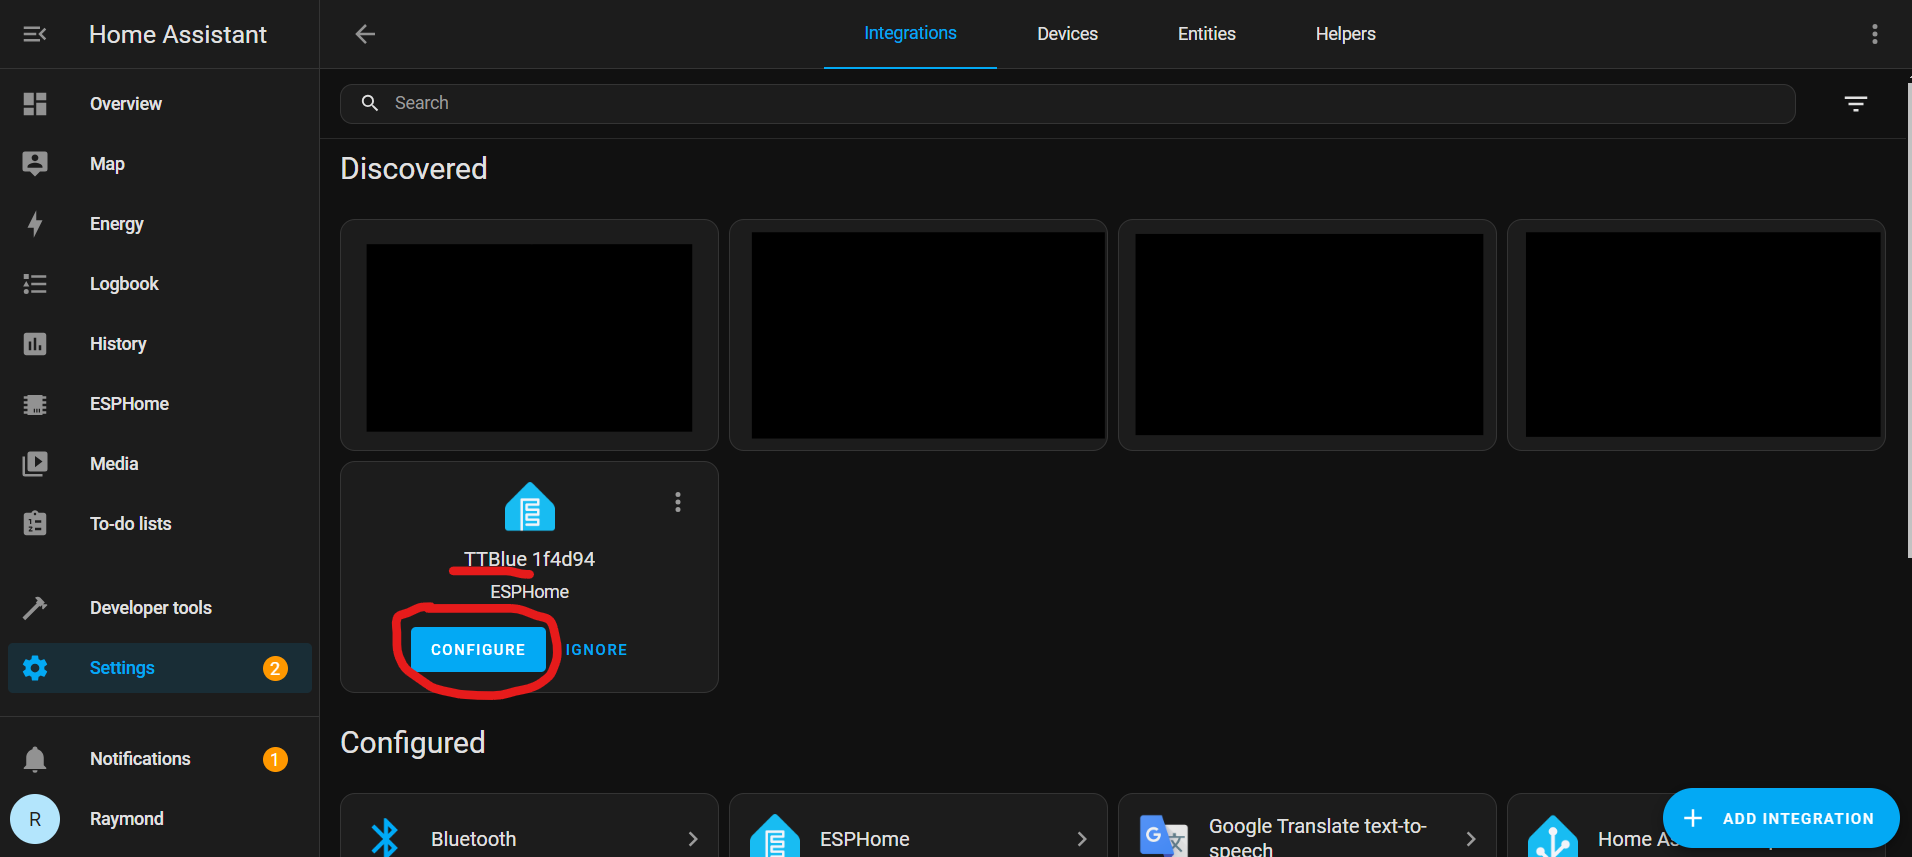 Home Assistant
Integrations
Devices
Entities
Helpers
Search
Overview
Map
Energy
Logbook
History
ESPHome
Media
To-do lists
Developer tools
Settings
2
Notifications
1
R
Raymond
Discovered
TTBlue 1f4d94
ESPHome
CONFIGURE
IGNORE
Configured
Bluetooth
ESPHome
Google Translate text-to-
speech
Home
ADD INTEGRATION